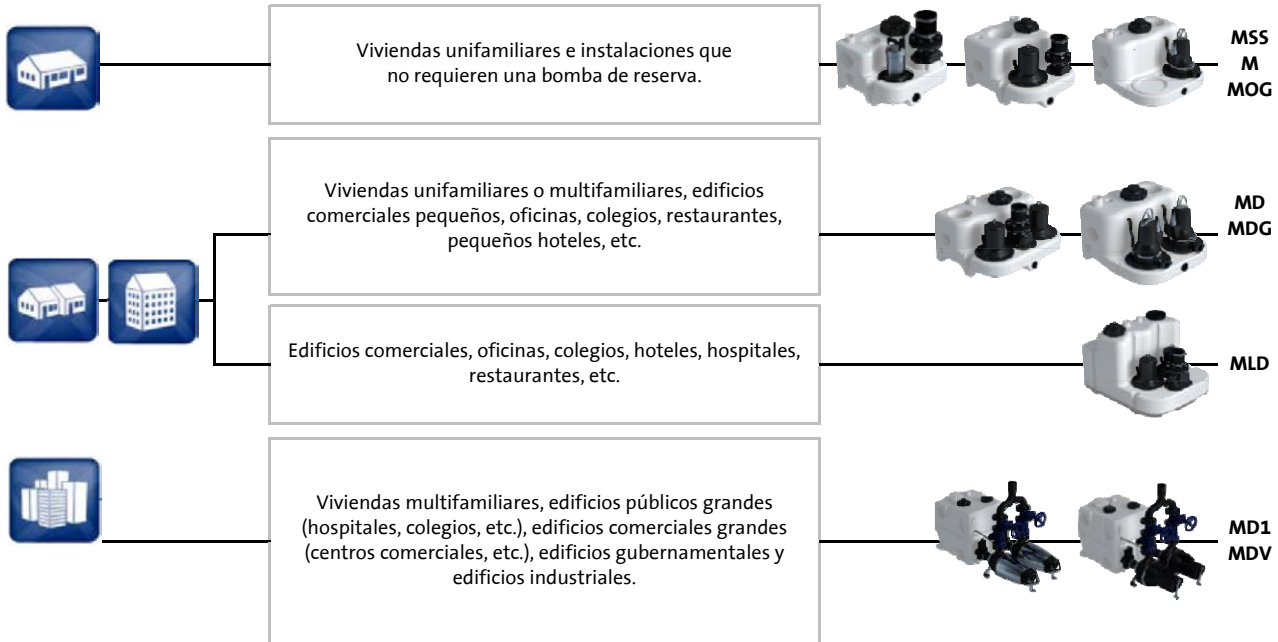 Viviendas unifamiliares e instalaciones que
no requieren una bomba de reserva.
MSS
M
MOG
Viviendas unifamiliares o multifamiliares, edificios
comerciales pequeños, oficinas, colegios, restaurantes,
pequeños hoteles, etc.
MD
MDG
Edificios comerciales, oficinas, colegios, hoteles, hospitales,
restaurantes, etc.
MLD
Viviendas multifamiliares, edificios públicos grandes
(hospitales, colegios, etc.), edificios comerciales grandes
(centros comerciales, etc.), edificios gubernamentales y
edificios industriales.
MD1
MDV